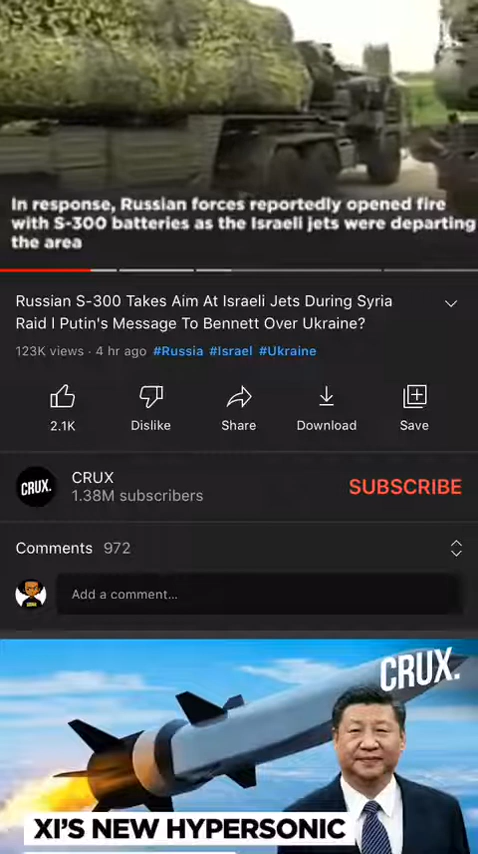 In response, Russian forces reportedly opened fire
with S-300 batteries as the Israeli jets were departing
the area
Russian S-300 Takes Aim At Israeli Jets During Syria
Raid l Putin's Message To Bennett Over Ukraine?
123K views · 4 hr ago #Russia #Israel #Ukraine
2.1K Dislike Share Download Save
CRUX.
CRUX
1.38M subscribers
SUBSCRIBE
Comments 972
Add a comment...
CRUX.
XI'S NEW HYPERSONIC